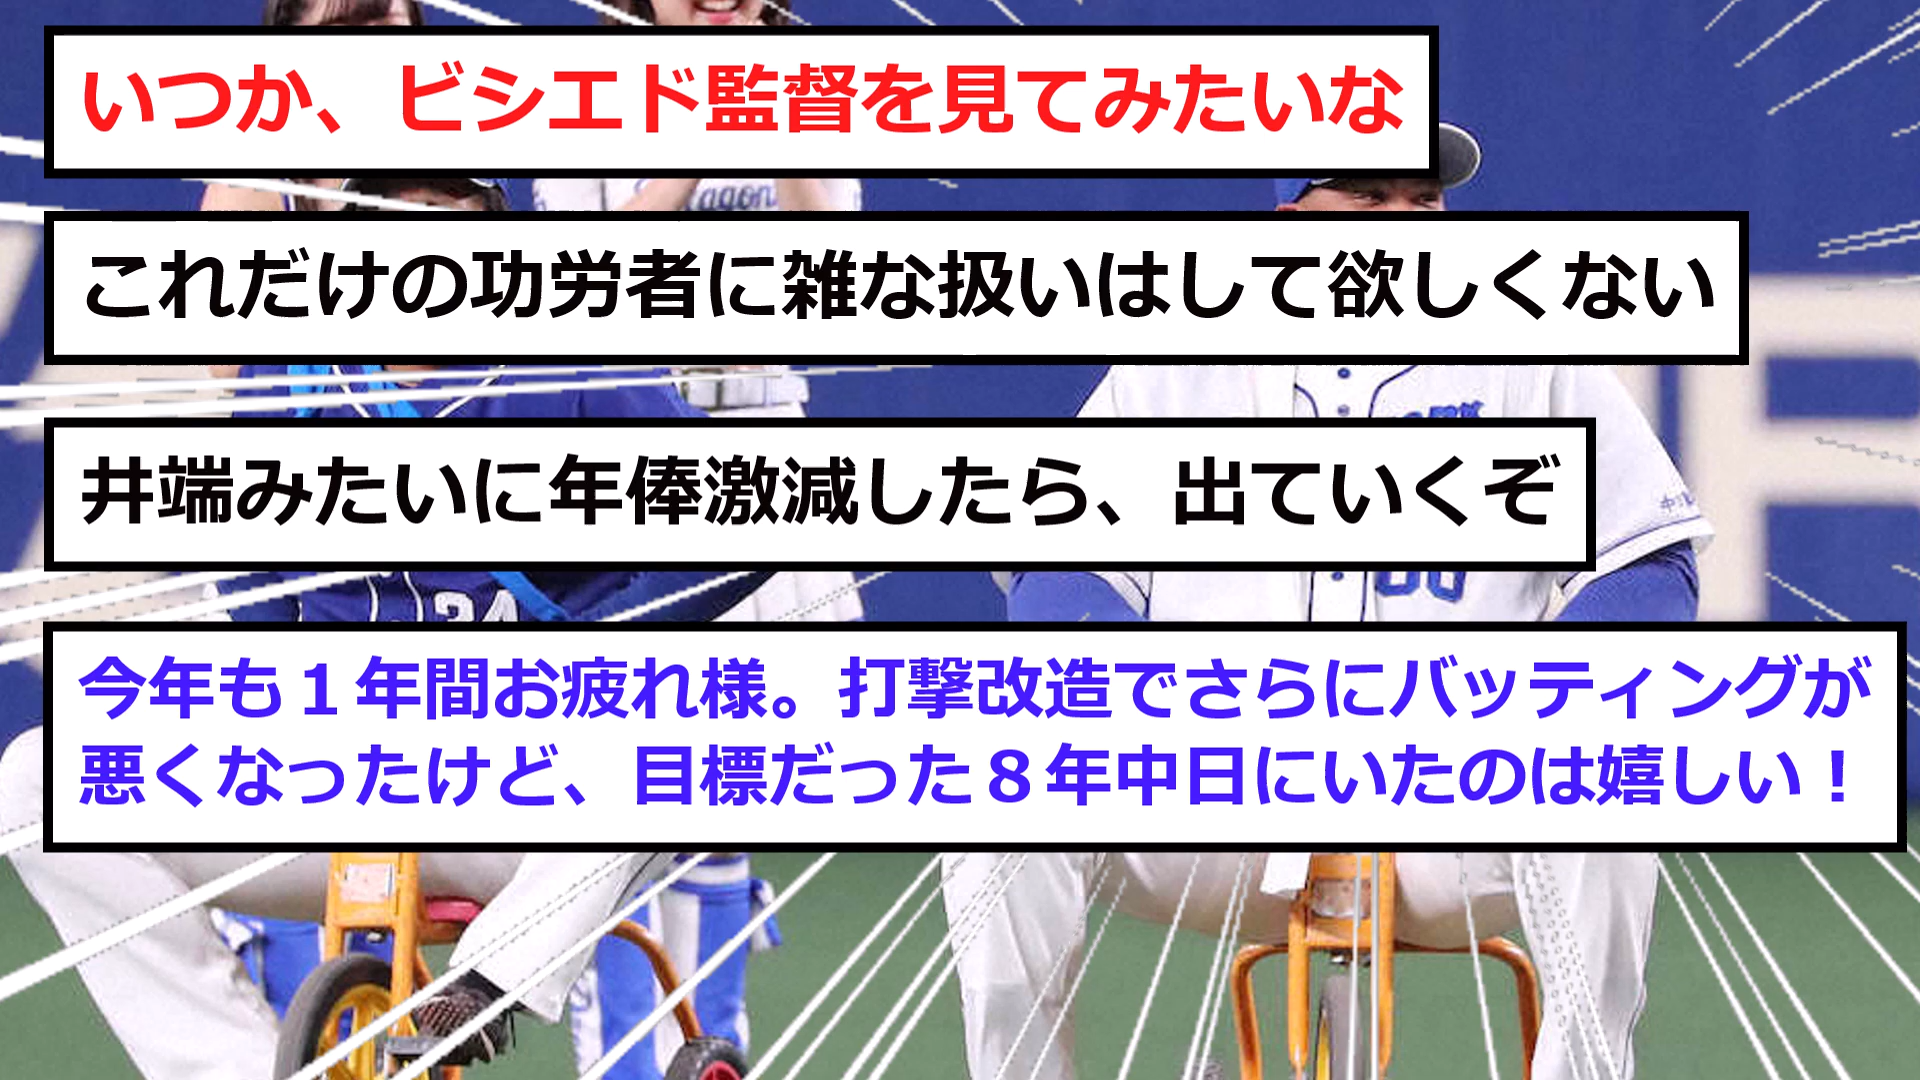 いつか、ビシエド監督を見てみたいな
agon
これだけの功労者に雑な扱いはして欲しくない
井端みたいに年俸激減したら、出ていくぞ
24
66
今年も１年間お疲れ様。打撃改造でさらにバッティングが
悪くなったけど、目標だった８年中日にいたのは嬉しい！